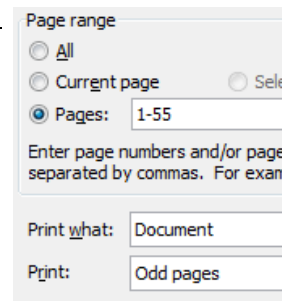 Page range
All
Current page Sele
Pages: 1-55
Enter page numbers and/or page
separated by commas. For exam
Print what: Document
Print: Odd pages